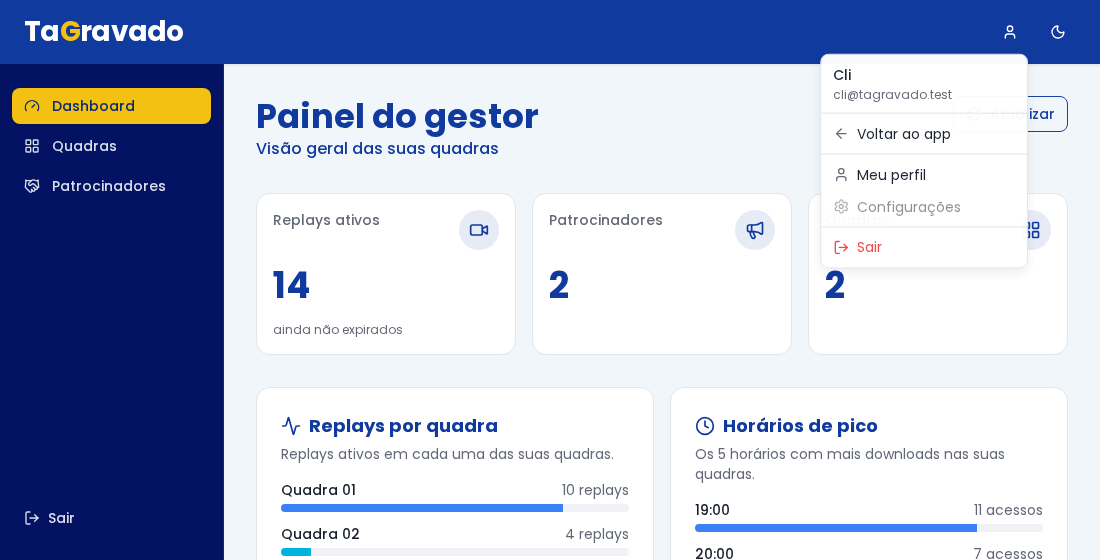 TaGravado
Cli
cli@tagravado.test
Voltar ao app
Meu perfil
Configurações
Sair
Dashboard
Quadras
Patrocinadores
Sair
Painel do gestor
Visão geral das suas quadras
Atualizar
Replays ativos
14
ainda não expirados
Patrocinadores
2
2
Replays por quadra
Replays ativos em cada uma das suas quadras.
Quadra 01 10 replays
Quadra 02 4 replays
Horários de pico
Os 5 horários com mais downloads nas suas
quadras.
19:00 11 acessos
20:00 7 acessos